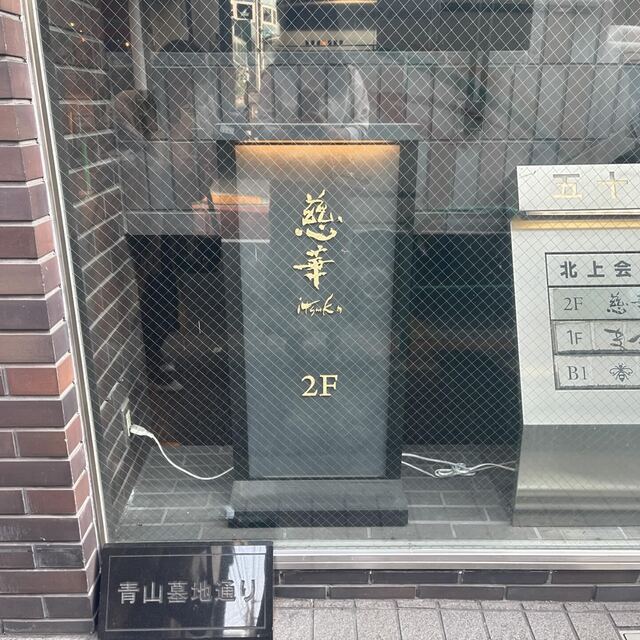 慈華
itsuka
2F
五十
北上会
2F 慈華
1F
B1
青山墓地通り